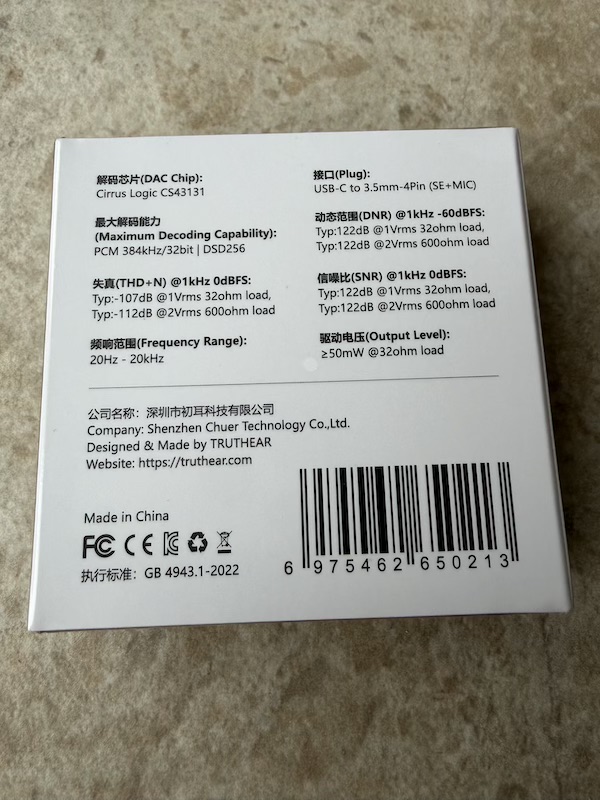 解码芯片(DAC Chip):
Cirrus Logic CS43131
最大解码能力
(Maximum Decoding Capability):
PCM 384kHz/32bit | DSD256
失真(THD+N) @1kHz 0dBFS:
Typ:-107dB @1Vrms 32ohm load,
Typ:-112dB @2Vrms 600ohm load,
频响范围(Frequency Range):
20Hz - 20kHz
接口(Plug):
USB-C to 3.5mm-4Pin (SE+MIC)
动态范围(DNR) @1kHz -60dBFS:
Typ:122dB @1Vrms 32ohm load,
Typ:122dB @2Vrms 600ohm load,
信噪比(SNR) @1kHz 0dBFS:
Typ:122dB @1Vrms 32ohm load,
Typ:122dB @2Vrms 600ohm load,
驱动电压(Output Level):
≥50mW @32ohm load
公司名称：深圳市初耳科技有限公司
Company: Shenzhen Chuer Technology Co.,Ltd.
Designed & Made by TRUTHEAR
Website: https://truthear.com
Made in China
FC CE
执行标准：GB 4943.1-2022
6 975462 650213